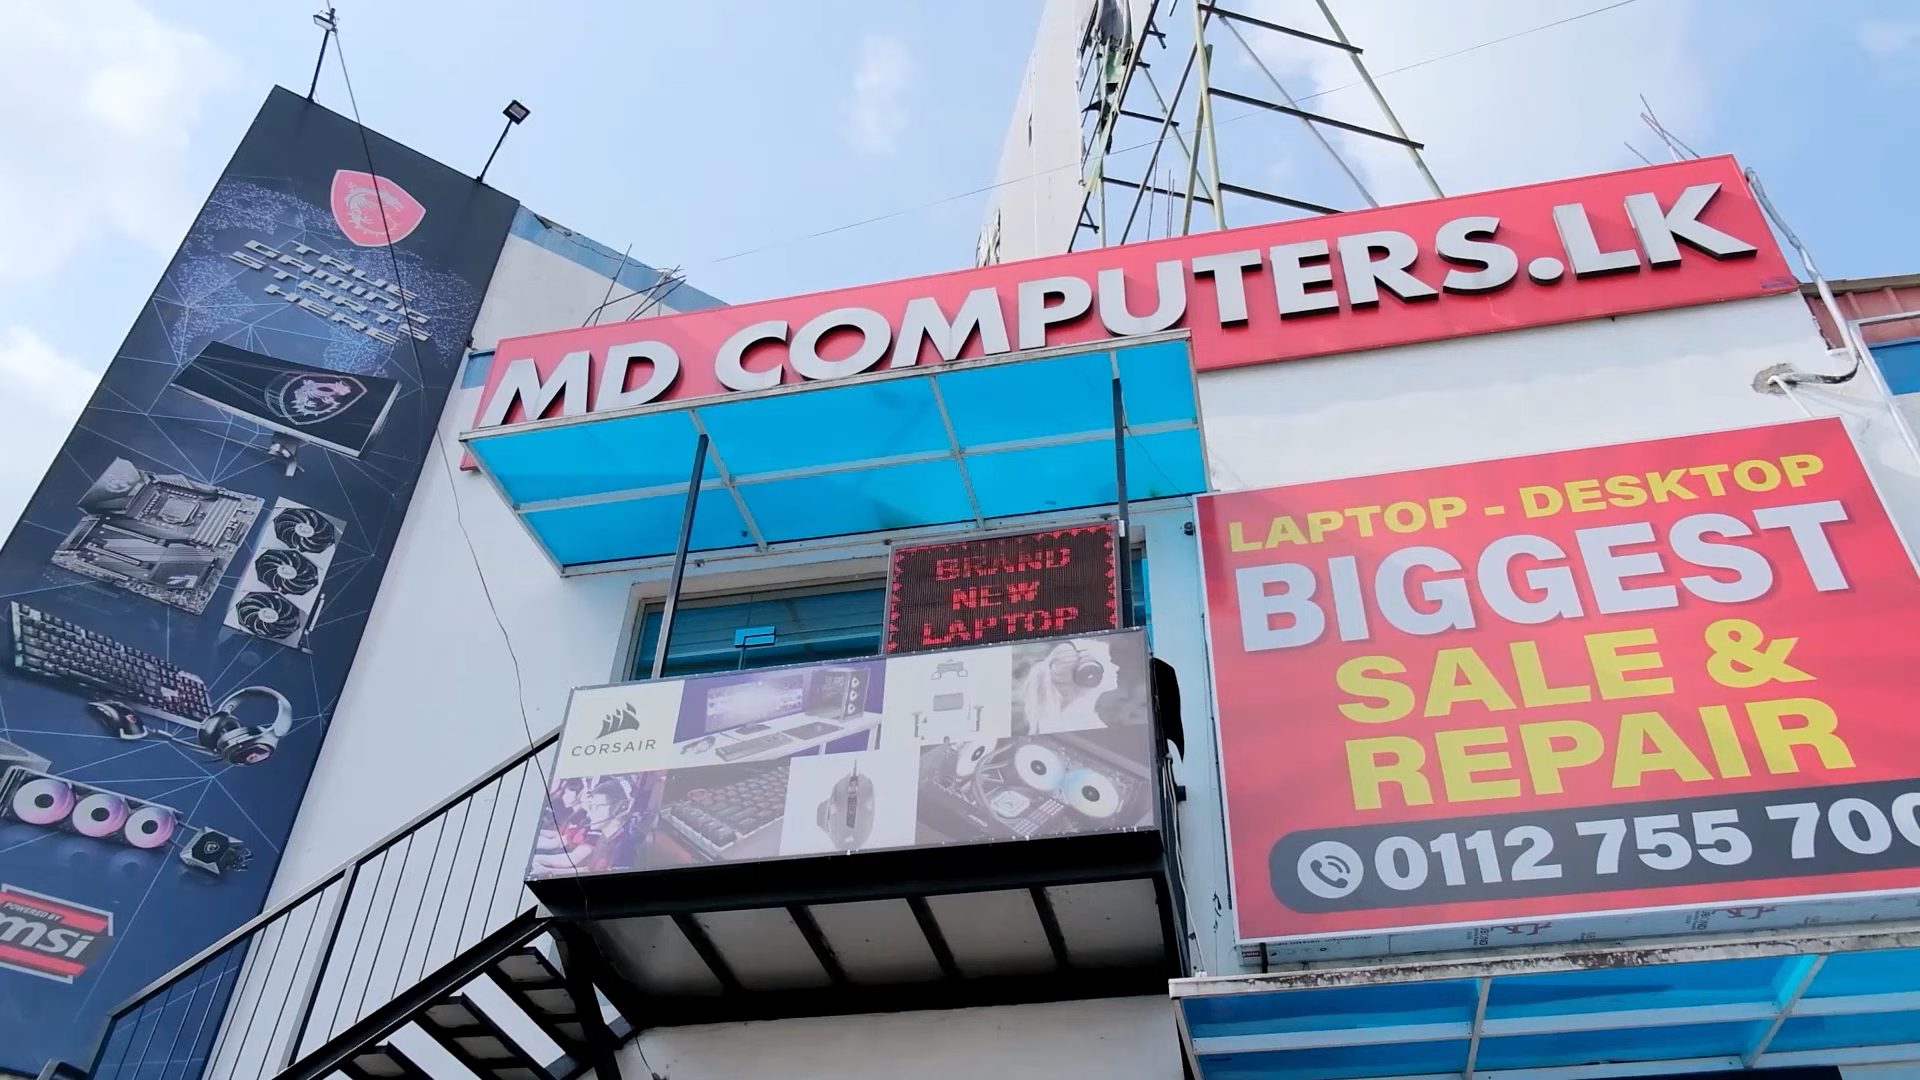 MD COMPUTERS.LK
TRUE
GAMING
STARTS
HERE
BRAND
NEW
LAPTOP
LAPTOP - DESKTOP
BIGGEST
SALE &
REPAIR
0112 755 700
CORSAIR
POWERED BY
msi